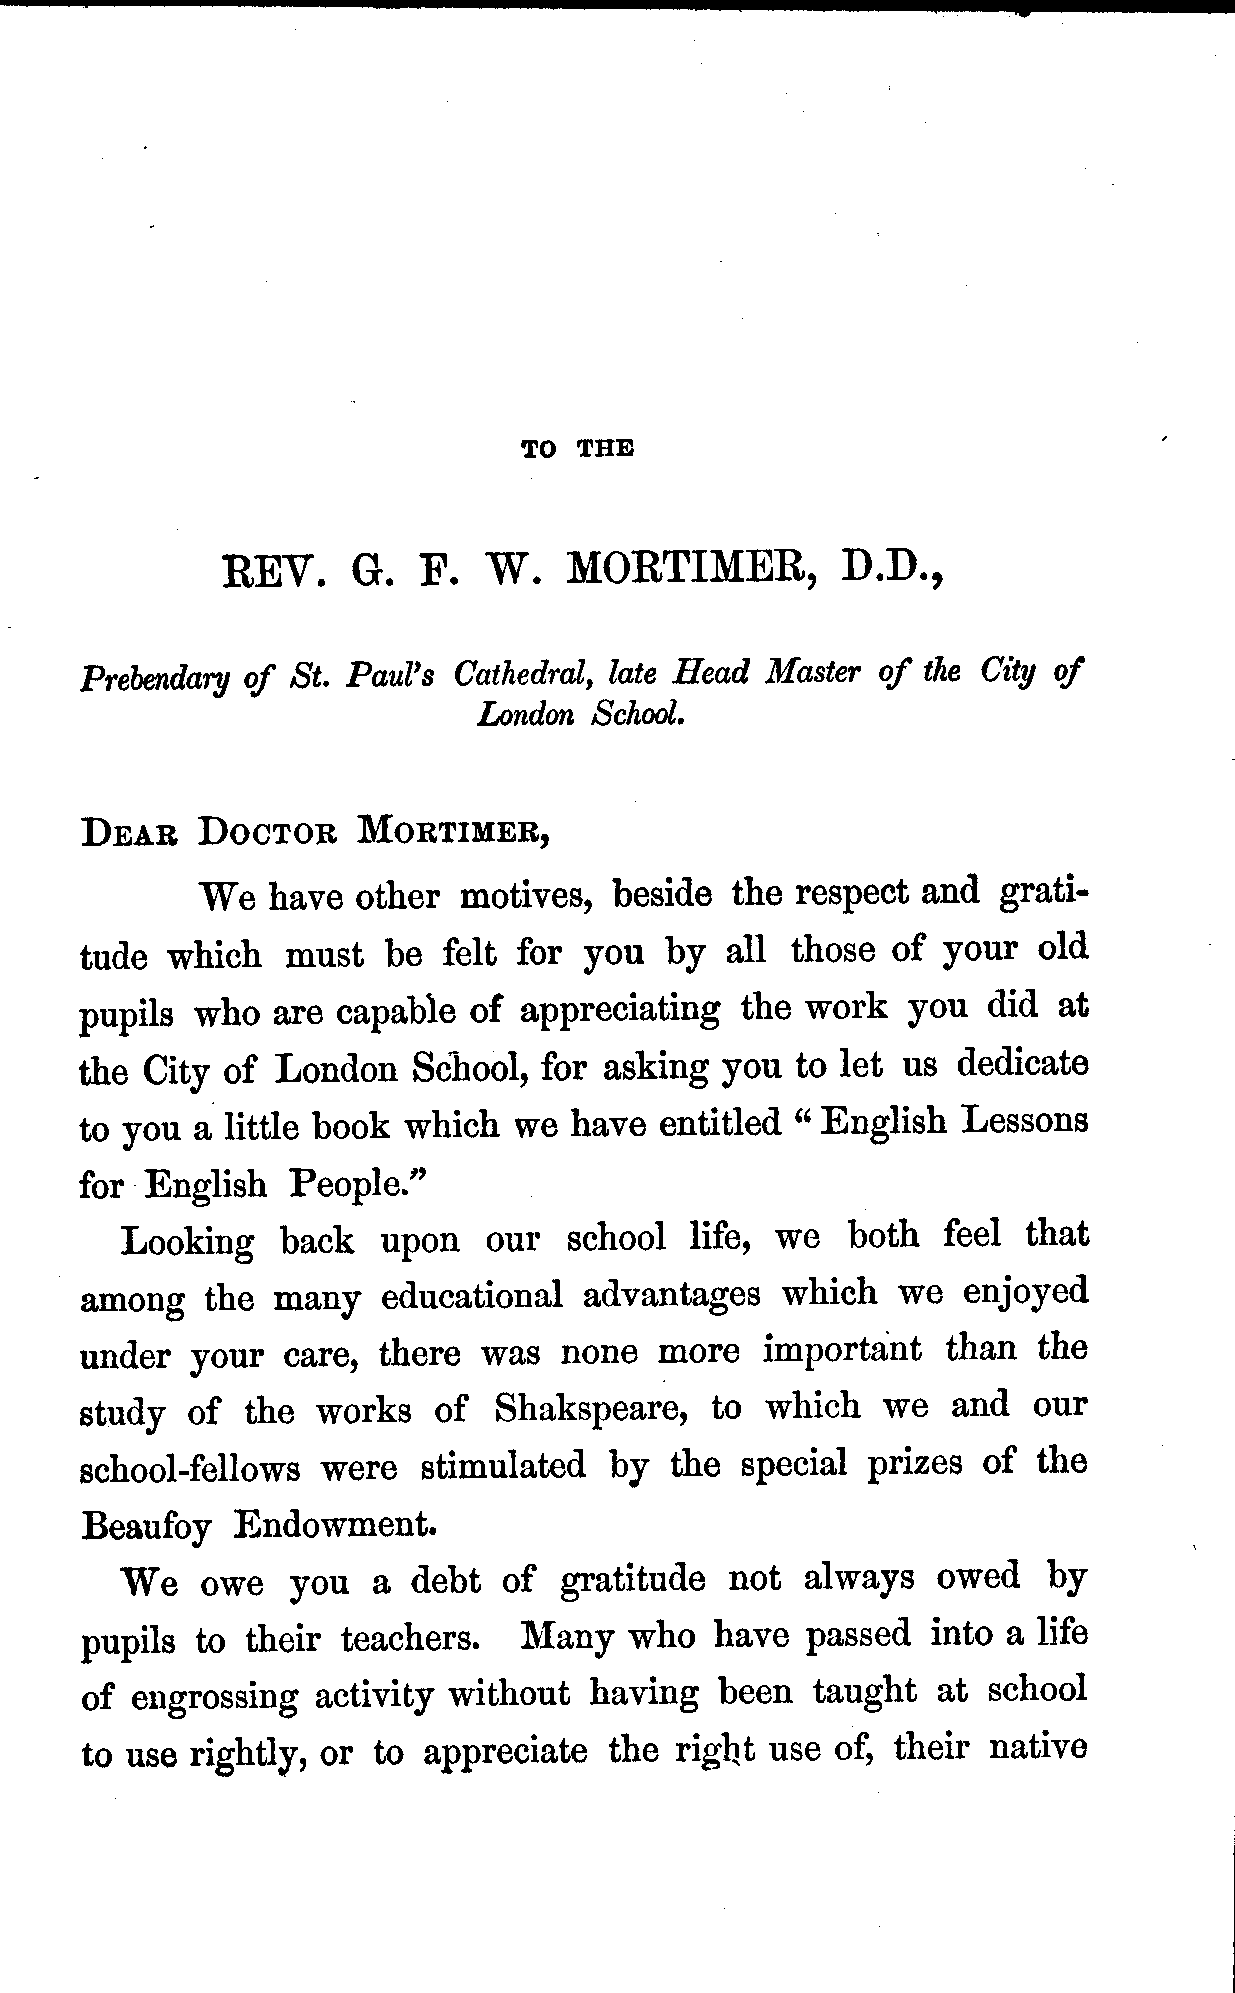 TO THE
REV. G. F. W. MORTIMER, D.D.,
Prebendary of St. Paul's Cathedral, late Head Master of the City of
London School.
DEAR DOCTOR MORTIMER,
We have other motives, beside the respect and grati-
tude which must be felt for you by all those of your old
pupils who are capable of appreciating the work you did at
the City of London School, for asking you to let us dedicate
to you a little book which we have entitled “ English Lessons
for English People.”
Looking back upon our school life, we both feel that
among the many educational advantages which we enjoyed
under your care, there was none more important than the
study of the works of Shakspeare, to which we and our
school-fellows were stimulated by the special prizes of the
Beaufoy Endowment.
We owe you a debt of gratitude not always owed by
pupils to their teachers. Many who have passed into a life
of engrossing activity without having been taught at school
to use rightly, or to appreciate the right use of, their native